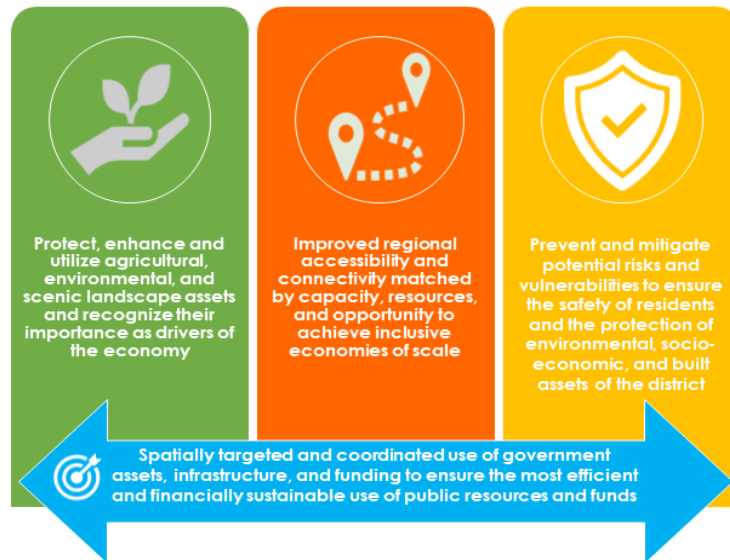 Protect, enhance and
utilize agricultural,
environmental, and
scenic landscape assets
and recognize their
importance as drivers of
the economy
Improved regional
accessibility and
connectivity matched
by capacity, resources,
and opportunity to
achieve inclusive
economies of scale
Prevent and mitigate
potential risks and
vulnerabilities to ensure
the safety of residents
and the protection of
environmental, socio-
economic, and built
assets of the district
Spatially targeted and coordinated use of government
assets, infrastructure, and funding to ensure the most efficient
and financially sustainable use of public resources and funds